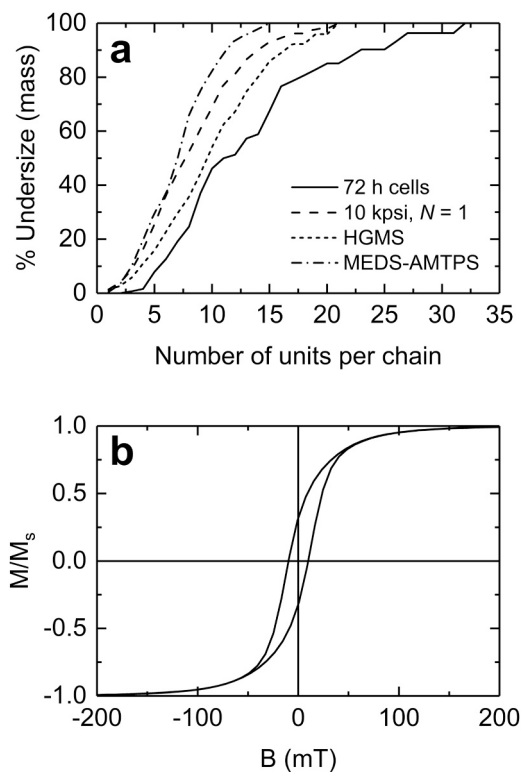 a
% Undersize (mass)
100
80
60
40
20
0
72 h cells
10 kpsi, N = 1
HGMS
MEDS-AMTPS
0 5 10 15 20 25 30 35
Number of units per chain
b
M/Ms
1.0
0.5
0.0
-0.5
-1.0
-200 -100 0 100 200
B (mT)